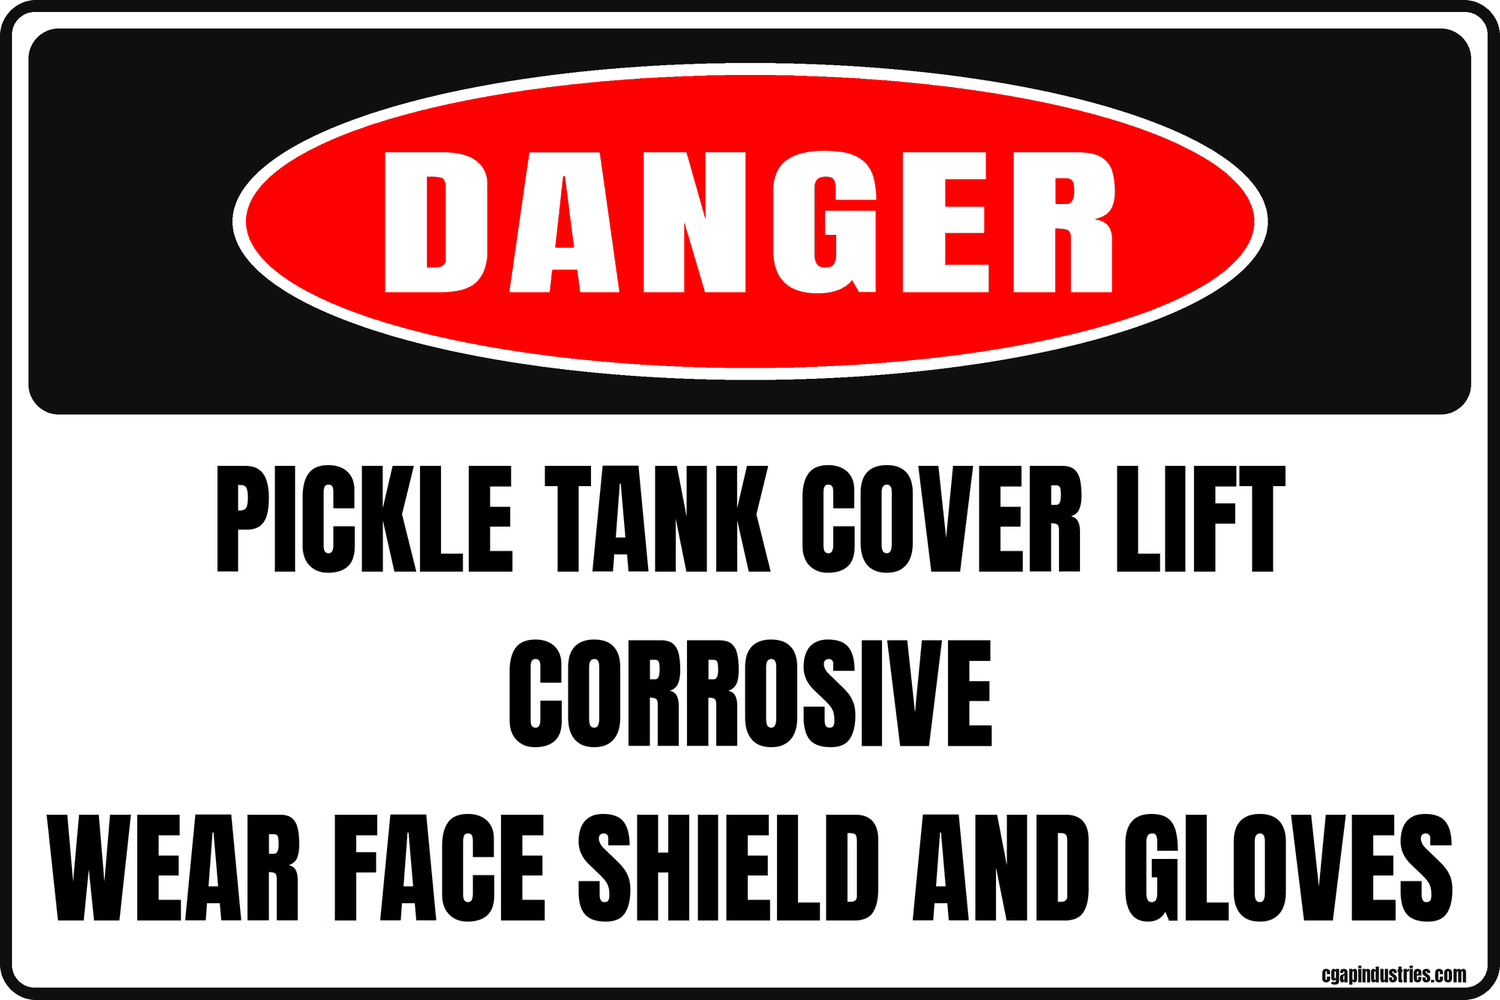 DANGER
PICKLE TANK COVER LIFT
CORROSIVE
WEAR FACE SHIELD AND GLOVES
cgapindustries.com